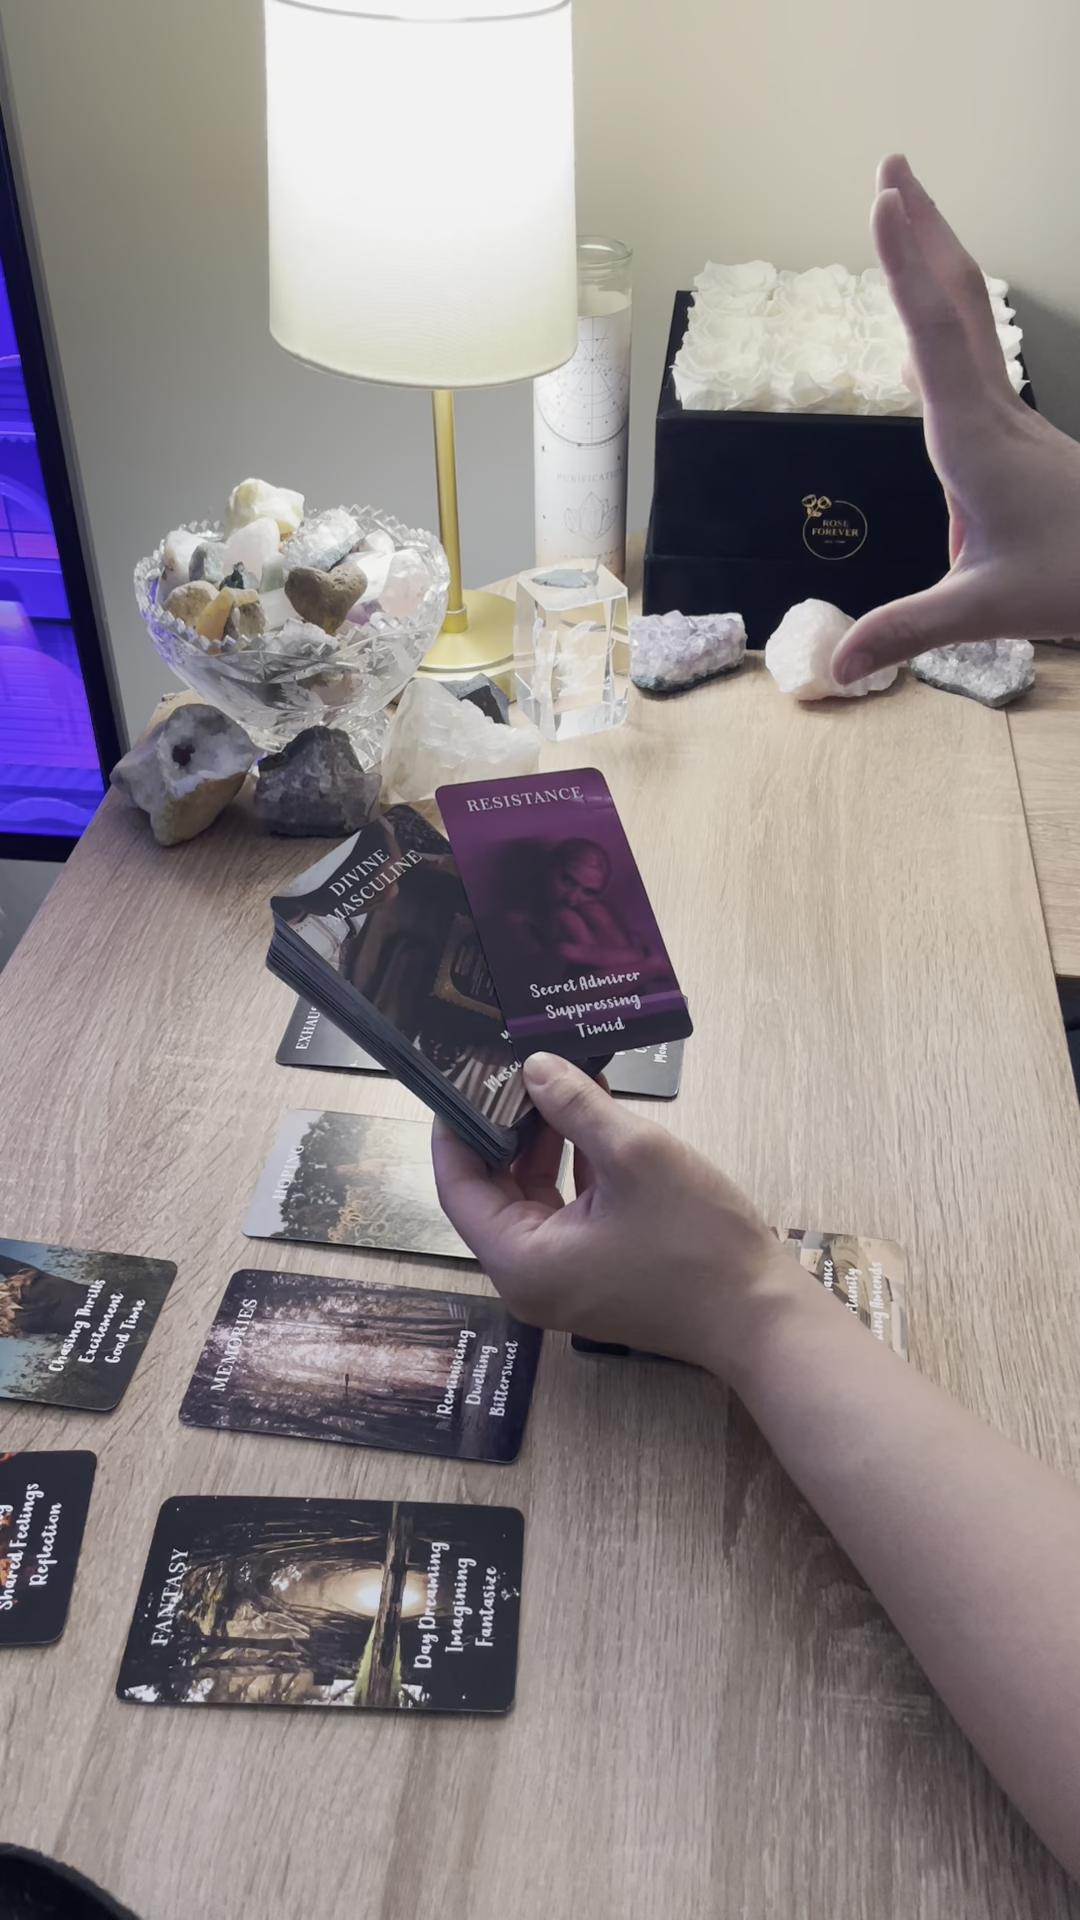 PURIFICATION
ROSE
FOREVER
RESISTANCE
Secret Admirer
Suppressing
Timid
DIVINE
MASCULINE
HOPING
Chasing Thrills
Excitement
Good Time
MEMORIES
Reminiscing
Dwelling
Bittersweet
Shared Feelings
Reflection
FANTASY
Day Dreaming
Imagining
Fantasize
Amends